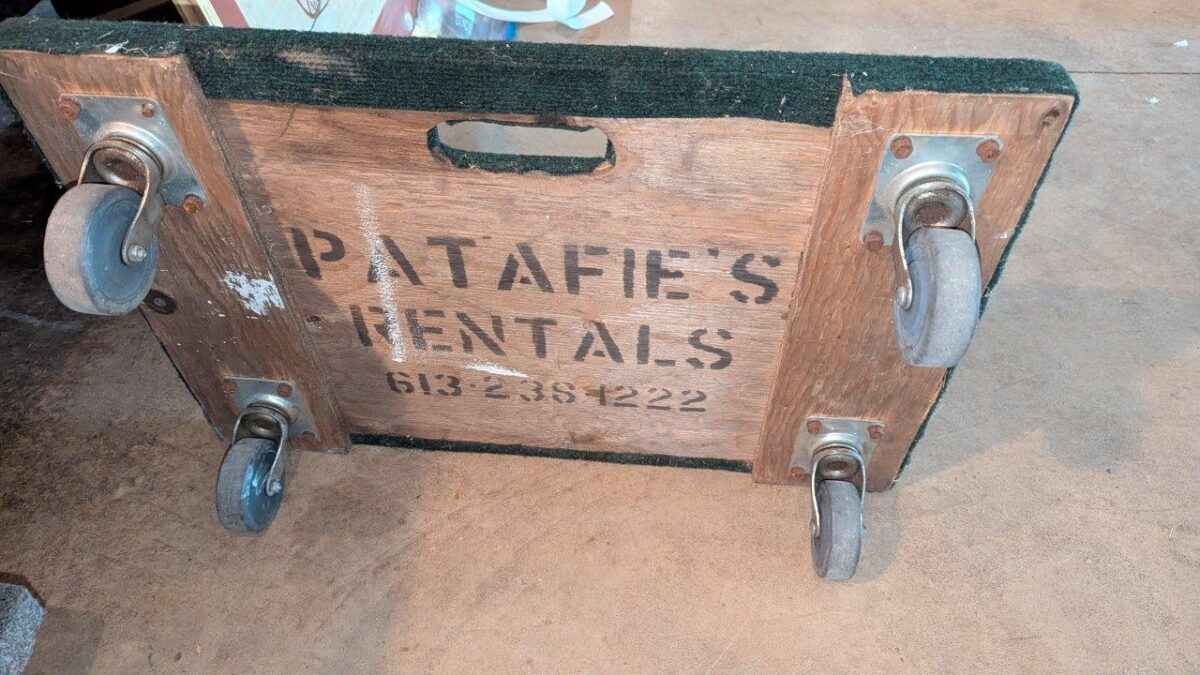 PATAFIE'S
RENTALS
613-238-1222